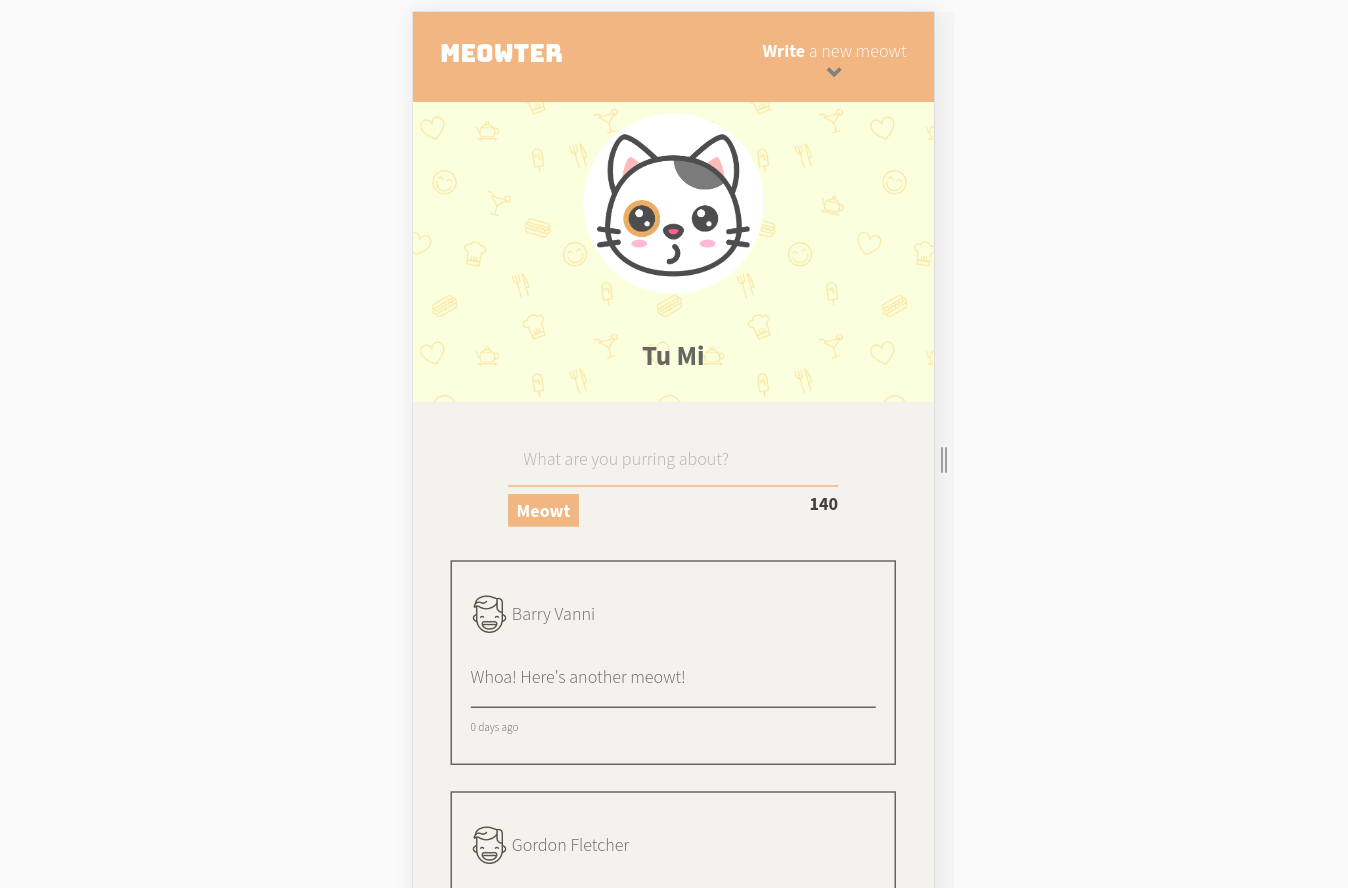 MEOWTER
Write a new meowt
Tu Mi
What are you purring about?
Meowt
140
Barry Vanni
Whoa! Here's another meowt!
0 days ago
Gordon Fletcher